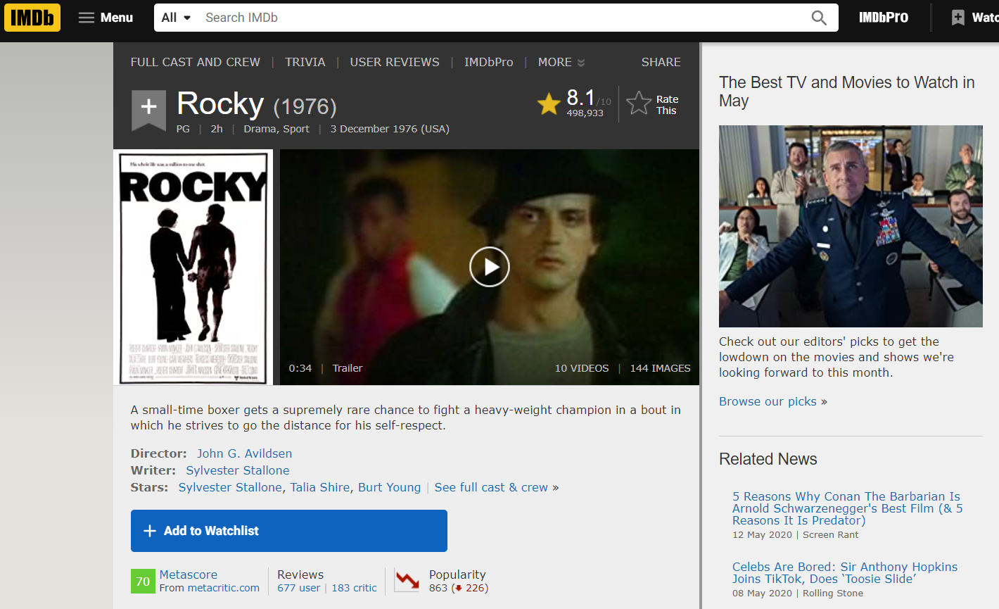 IMDb
Menu
All
Search IMDb
IMDbPro
Watc
FULL CAST AND CREW | TRIVIA | USER REVIEWS | IMDbPro | MORE
SHARE
+
Rocky (1976)
PG | 2h | Drama, Sport | 3 December 1976 (USA)
8.1/10
498,933
Rate
This
His whole life was a million-to-one shot.
ROCKY
0:34 | Trailer
10 VIDEOS | 144 IMAGES
A small-time boxer gets a supremely rare chance to fight a heavy-weight champion in a bout in
which he strives to go the distance for his self-respect.
Director: John G. Avildsen
Writer: Sylvester Stallone
Stars: Sylvester Stallone, Talia Shire, Burt Young | See full cast & crew »
+ Add to Watchlist
70
Metascore
From metacritic.com
Reviews
677 user | 183 critic
Popularity
863 (226)
The Best TV and Movies to Watch in
May
Check out our editors' picks to get the
lowdown on the movies and shows we're
looking forward to this month.
Browse our picks »
Related News
5 Reasons Why Conan The Barbarian Is
Arnold Schwarzenegger's Best Film (& 5
Reasons It Is Predator)
12 May 2020 | Screen Rant
Celebs Are Bored: Sir Anthony Hopkins
Joins TikTok, Does ‘Toosie Slide’
08 May 2020 | Rolling Stone